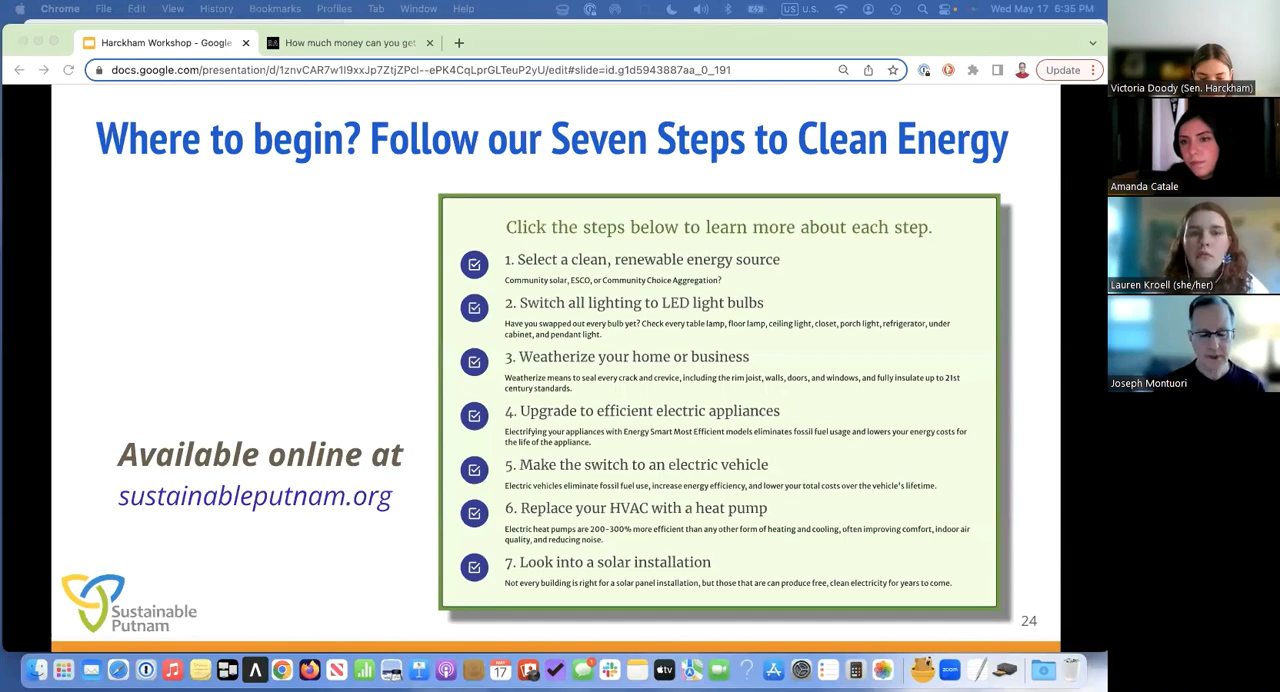 Chrome File Edit View History Bookmarks Profiles Tab Window Help
U.S. Wed May 17 6:35 PM
Harckham Workshop - Google
How much money can you get
docs.google.com/presentation/d/1znvCAR7w1I9xxJp7ZtjZPcl--ePK4CqLprGLTeuP2yU/edit#slide=id.g1d5943887aa_0_191
Update
Where to begin? Follow our Seven Steps to Clean Energy
Click the steps below to learn more about each step.
1. Select a clean, renewable energy source
Community solar, ESCO, or Community Choice Aggregation?
2. Switch all lighting to LED light bulbs
Have you swapped out every bulb yet? Check every table lamp, floor lamp, ceiling light, closet, porch light, refrigerator, under
cabinet, and pendant light.
3. Weatherize your home or business
Weatherize means to seal every crack and crevice, including the rim joist, walls, doors, and windows, and fully insulate up to 21st
century standards.
4. Upgrade to efficient electric appliances
Electrifying your appliances with Energy Smart Most Efficient models eliminates fossil fuel usage and lowers your energy costs for
the life of the appliance.
5. Make the switch to an electric vehicle
Electric vehicles eliminate fossil fuel use, increase energy efficiency, and lower your total costs over the vehicle's lifetime.
6. Replace your HVAC with a heat pump
Electric heat pumps are 200-300% more efficient than any other form of heating and cooling, often improving comfort, indoor air
quality, and reducing noise.
7. Look into a solar installation
Not every building is right for a solar panel installation, but those that are can produce free, clean electricity for years to come.
Available online at
sustainableputnam.org
Sustainable
Putnam
24
Victoria Doody (Sen. Harckham)
Amanda Catale
Lauren Kroell (she/her)
Joseph Montuori
17
zoom